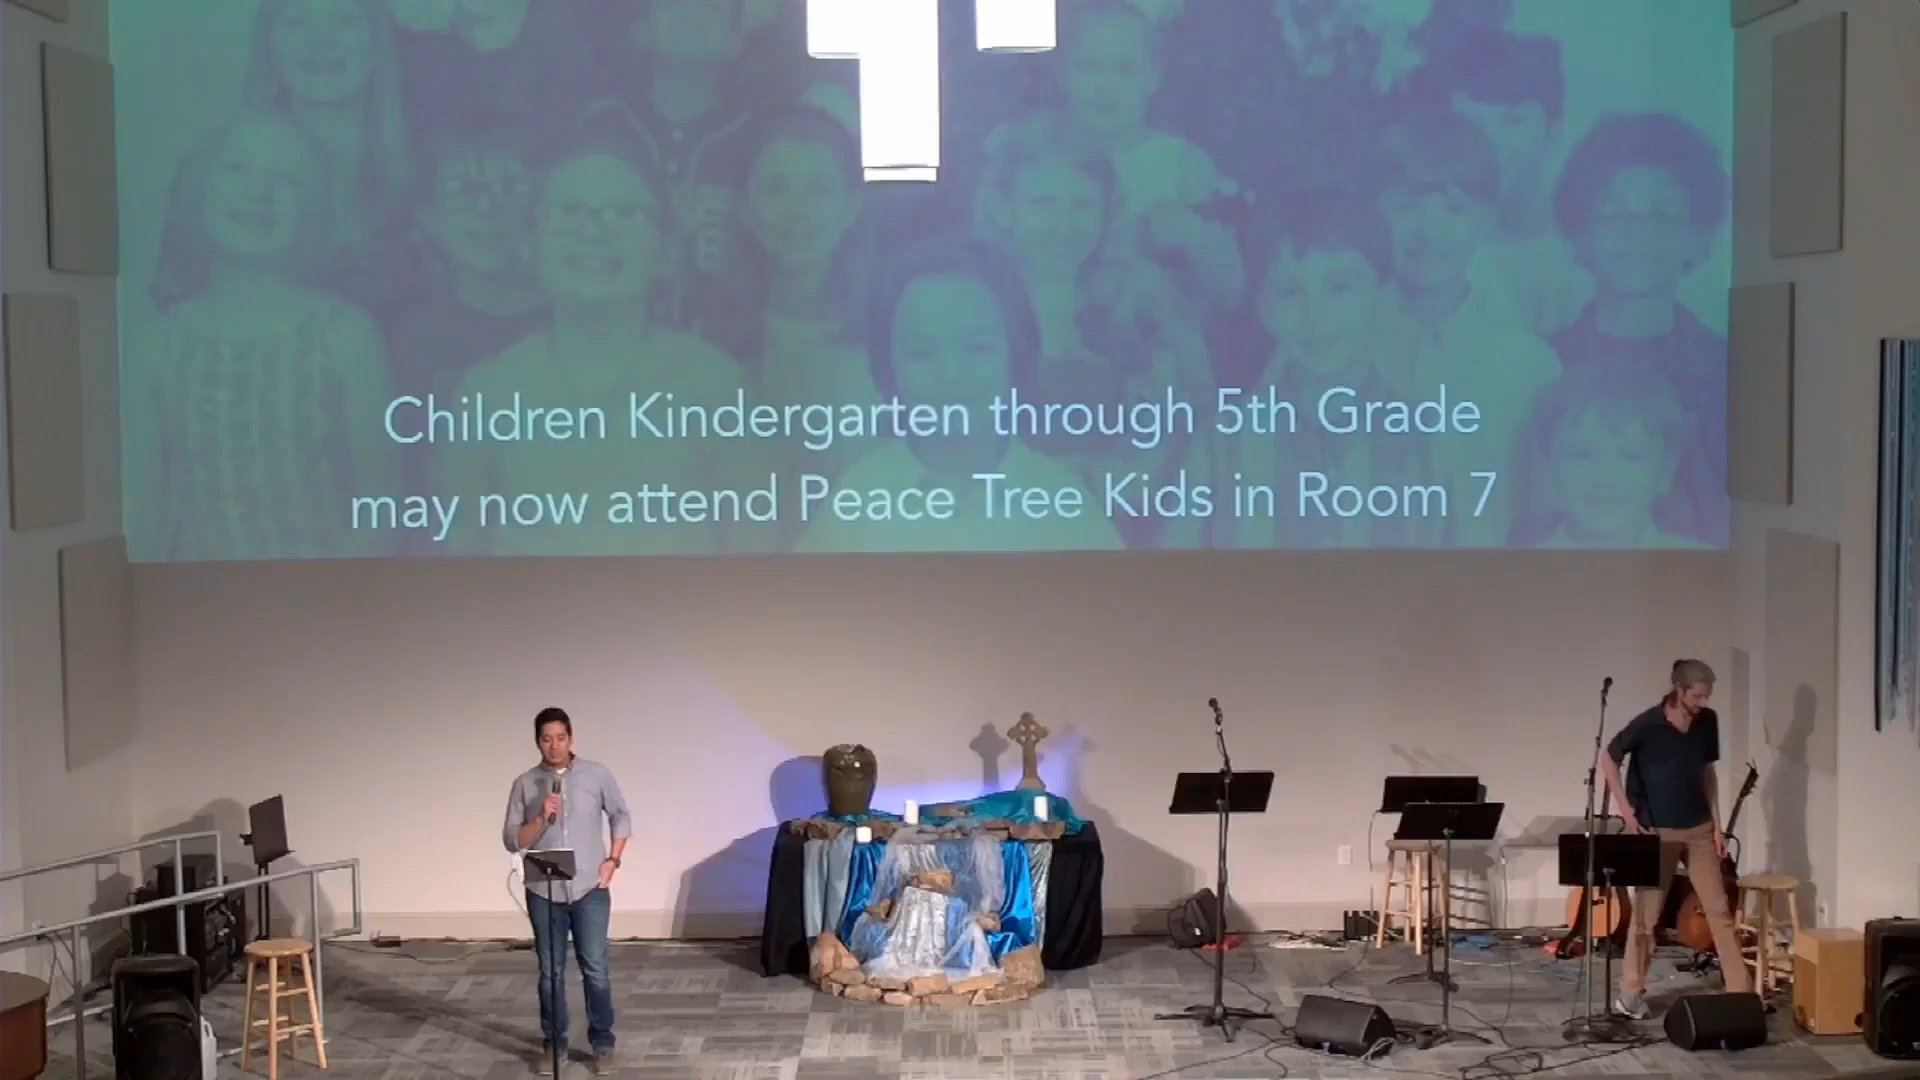 Children Kindergarten through 5th Grade
may now attend Peace Tree Kids in Room 7